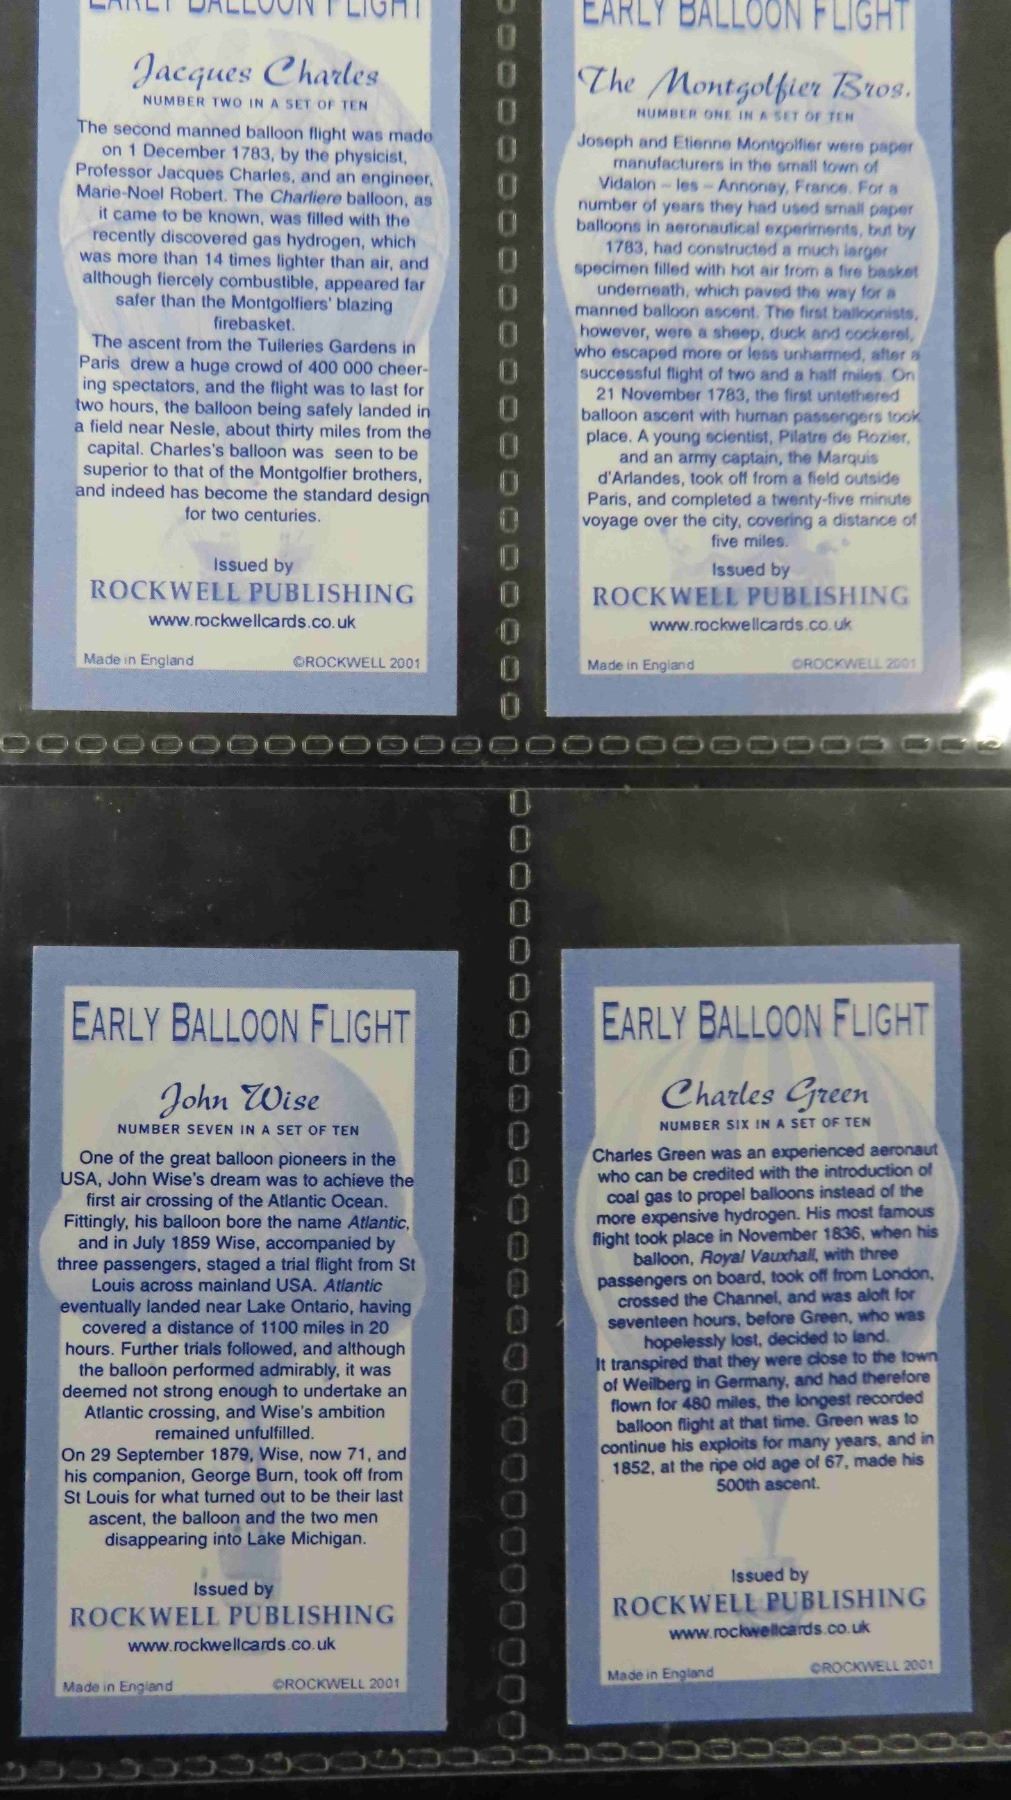 EARLY BALLOON FLIGHT
Jacques Charles
NUMBER TWO IN A SET OF TEN
The second manned balloon flight was made
on 1 December 1783, by the physicist,
Professor Jacques Charles, and an engineer,
Marie-Noel Robert. The Charliere balloon, as
it came to be known, was filled with the
recently discovered gas hydrogen, which
was more than 14 times lighter than air, and
although fiercely combustible, appeared far
safer than the Montgolfiers' blazing
firebasket.
The ascent from the Tuileries Gardens in
Paris drew a huge crowd of 400 000 cheer-
ing spectators, and the flight was to last for
two hours, the balloon being safely landed in
a field near Nesle, about thirty miles from the
capital. Charles's balloon was seen to be
superior to that of the Montgolfier brothers,
and indeed has become the standard design
for two centuries.
Issued by
ROCKWELL PUBLISHING
www.rockwellcards.co.uk
Made in England ©ROCKWELL 2001
EARLY BALLOON FLIGHT
The Montgolfier Bros.
NUMBER ONE IN A SET OF TEN
Joseph and Etienne Montgolfier were paper
manufacturers in the small town of
Vidalon – les – Annonay, France. For a
number of years they had used small paper
balloons in aeronautical experiments, but by
1783, had constructed a much larger
specimen filled with hot air from a fire basket
underneath, which paved the way for a
manned balloon ascent. The first balloonists,
however, were a sheep, duck and cockerel,
who escaped more or less unharmed, after a
successful flight of two and a half miles. On
21 November 1783, the first untethered
balloon ascent with human passengers took
place. A young scientist, Pilatre de Rozier,
and an army captain, the Marquis
d'Arlandes, took off from a field outside
Paris, and completed a twenty-five minute
voyage over the city, covering a distance of
five miles.
Issued by
ROCKWELL PUBLISHING
www.rockwellcards.co.uk
Made in England ©ROCKWELL 2001
EARLY BALLOON FLIGHT
John Wise
NUMBER SEVEN IN A SET OF TEN
One of the great balloon pioneers in the
USA, John Wise's dream was to achieve the
first air crossing of the Atlantic Ocean.
Fittingly, his balloon bore the name Atlantic,
and in July 1859 Wise, accompanied by
three passengers, staged a trial flight from St
Louis across mainland USA. Atlantic
eventually landed near Lake Ontario, having
covered a distance of 1100 miles in 20
hours. Further trials followed, and although
the balloon performed admirably, it was
deemed not strong enough to undertake an
Atlantic crossing, and Wise's ambition
remained unfulfilled.
On 29 September 1879, Wise, now 71, and
his companion, George Burn, took off from
St Louis for what turned out to be their last
ascent, the balloon and the two men
disappearing into Lake Michigan.
Issued by
ROCKWELL PUBLISHING
www.rockwellcards.co.uk
Made in England ©ROCKWELL 2001
EARLY BALLOON FLIGHT
Charles Green
NUMBER SIX IN A SET OF TEN
Charles Green was an experienced aeronaut
who can be credited with the introduction of
coal gas to propel balloons instead of the
more expensive hydrogen. His most famous
flight took place in November 1836, when his
balloon, Royal Vauxhall, with three
passengers on board, took off from London,
crossed the Channel, and was aloft for
seventeen hours, before Green, who was
hopelessly lost, decided to land.
It transpired that they were close to the town
of Weilberg in Germany, and had therefore
flown for 480 miles, the longest recorded
balloon flight at that time. Green was to
continue his exploits for many years, and in
1852, at the ripe old age of 67, made his
500th ascent.
Issued by
ROCKWELL PUBLISHING
www.rockwellcards.co.uk
Made in England ©ROCKWELL 2001